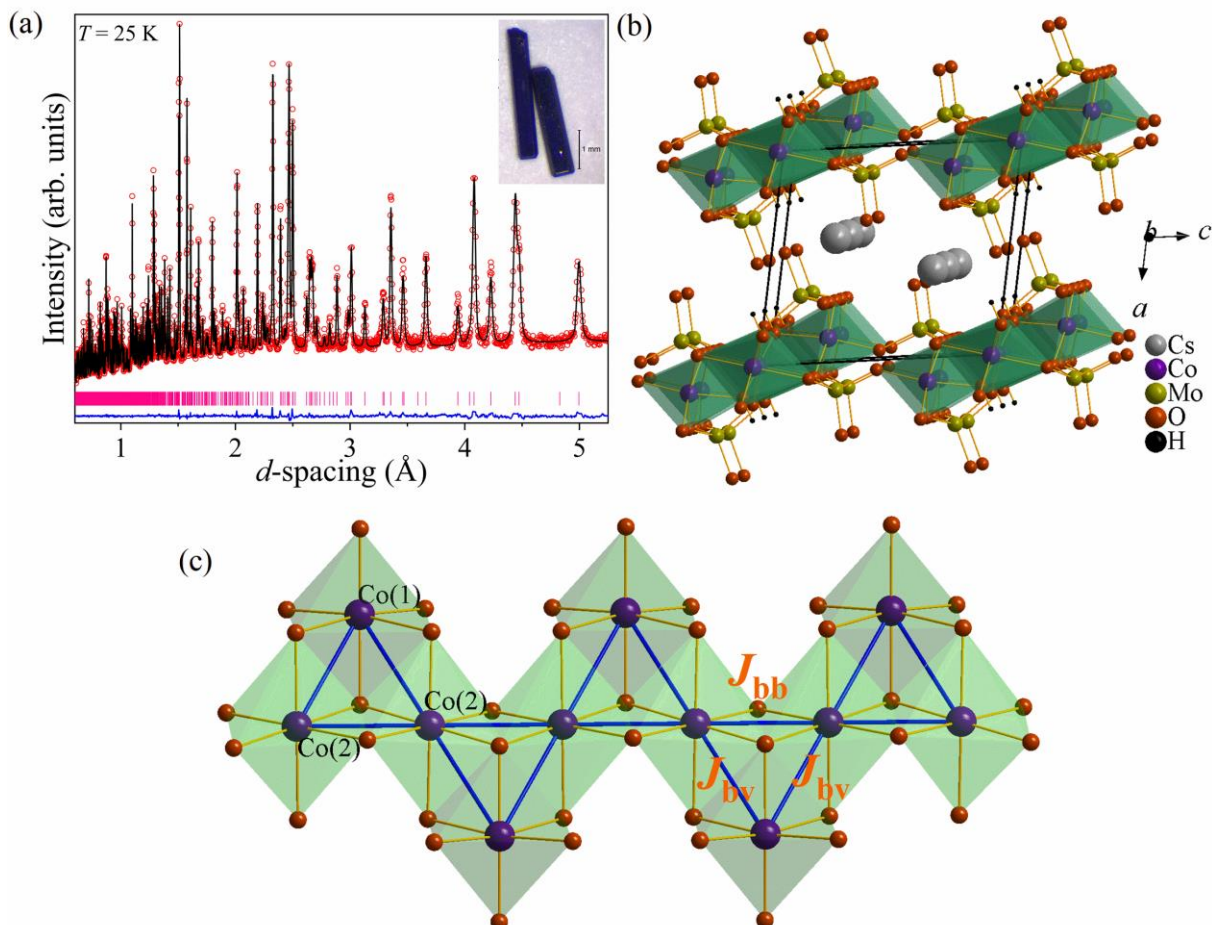 (a)
T = 25 K
1 mm
Intensity (arb. units)
1 2 3 4 5
d-spacing (Å)
(b)
b
c
a
Cs
Co
Mo
O
H
(c)
Co(1)
Co(2)
Co(2)
Jbb
Jbv
Jbv